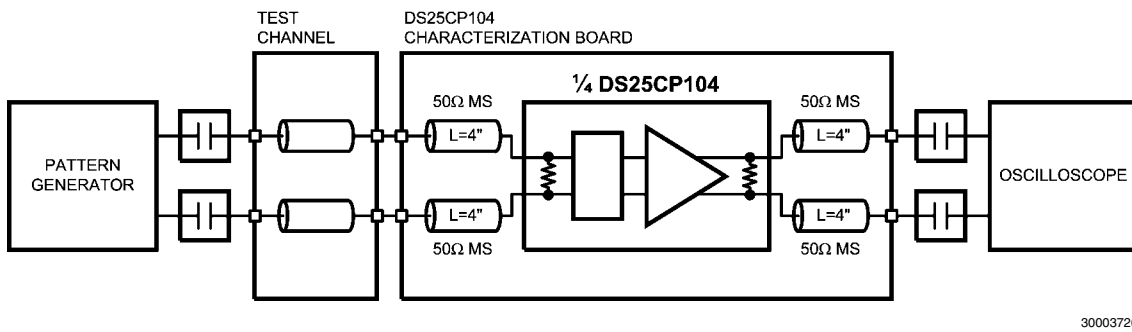 TEST
CHANNEL
DS25CP104
CHARACTERIZATION BOARD
¼ DS25CP104
50Ω MS
50Ω MS
L=4"
L=4"
PATTERN
GENERATOR
OSCILLOSCOPE
L=4"
L=4"
50Ω MS
50Ω MS